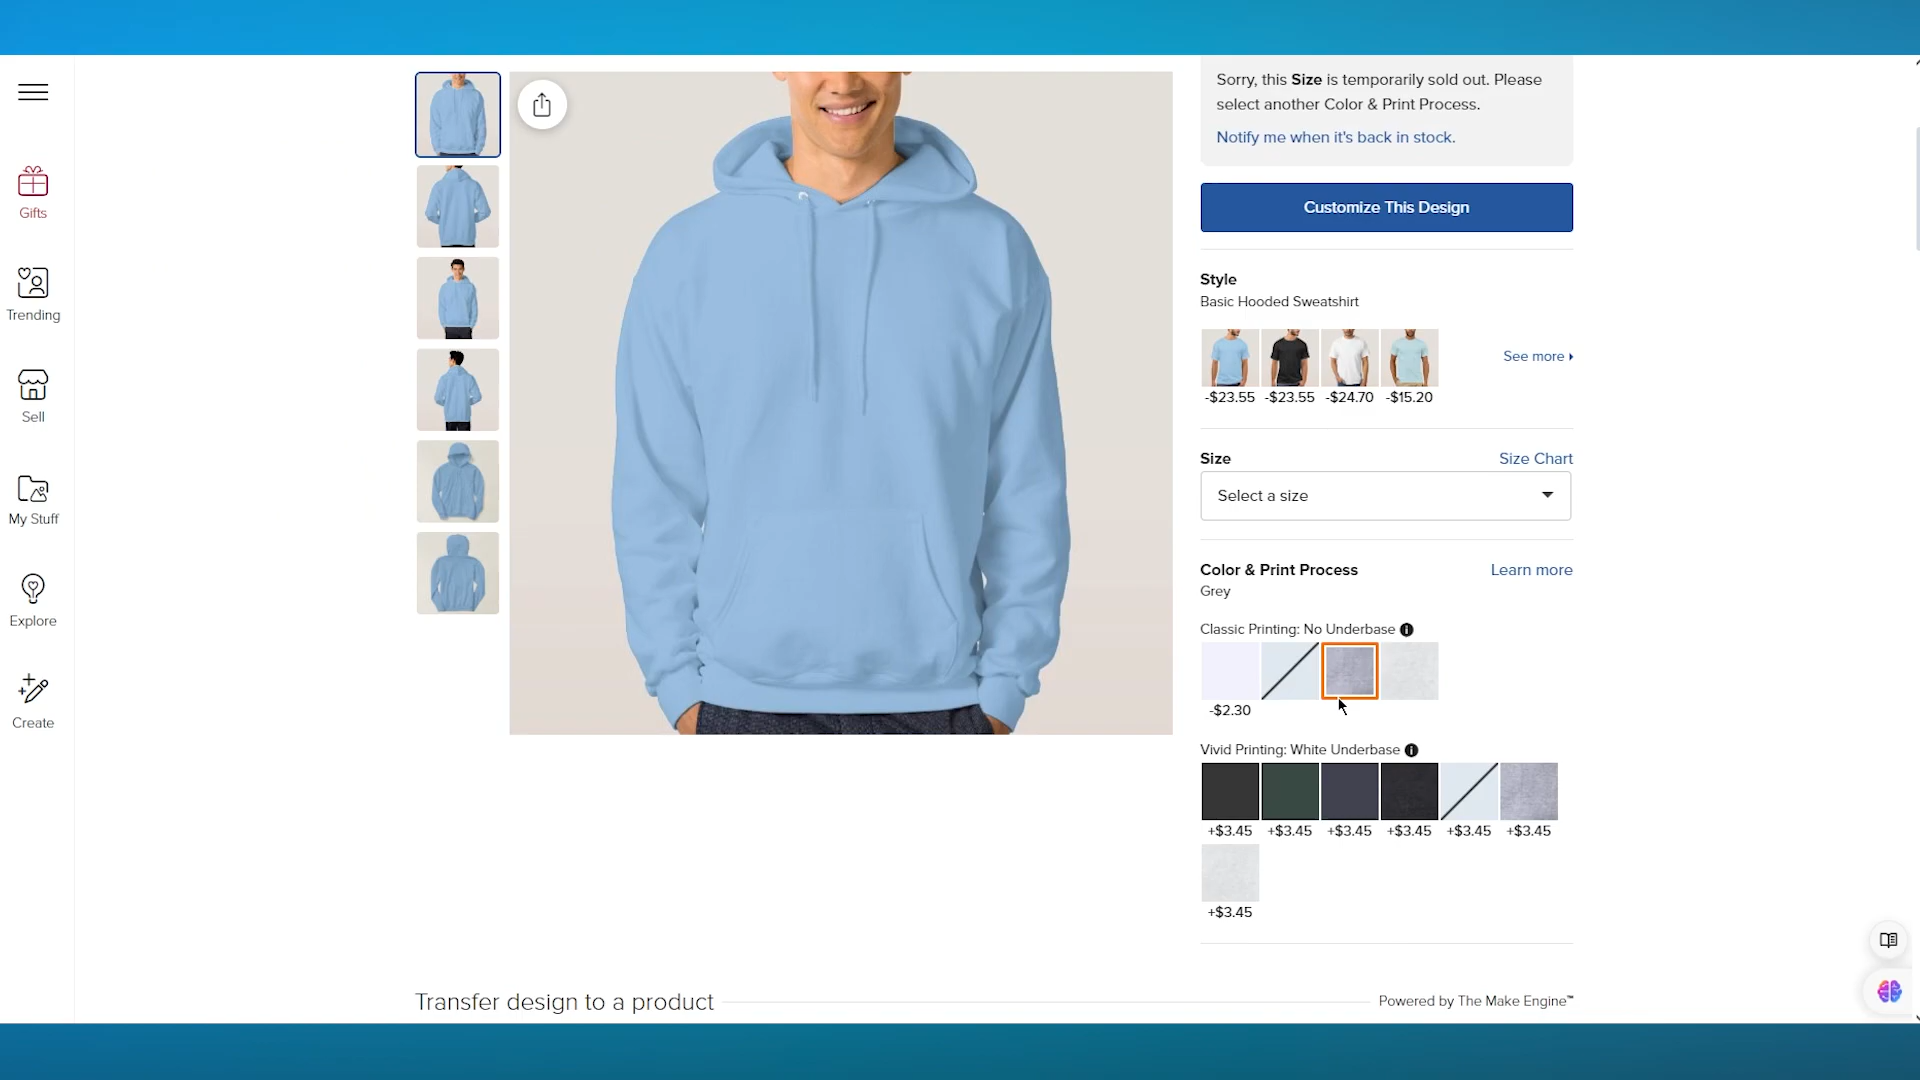 Gifts
Trending
Sell
My Stuff
Explore
Create
Sorry, this Size is temporarily sold out. Please
select another Color & Print Process.
Notify me when it's back in stock.
Customize This Design
Style
Basic Hooded Sweatshirt
-$23.55 -$23.55 -$24.70 -$15.20
See more
Size
Size Chart
Select a size
Color & Print Process
Learn more
Grey
Classic Printing: No Underbase
-$2.30
Vivid Printing: White Underbase
+$3.45 +$3.45 +$3.45 +$3.45 +$3.45 +$3.45
+$3.45
Transfer design to a product
Powered by The Make Engine™